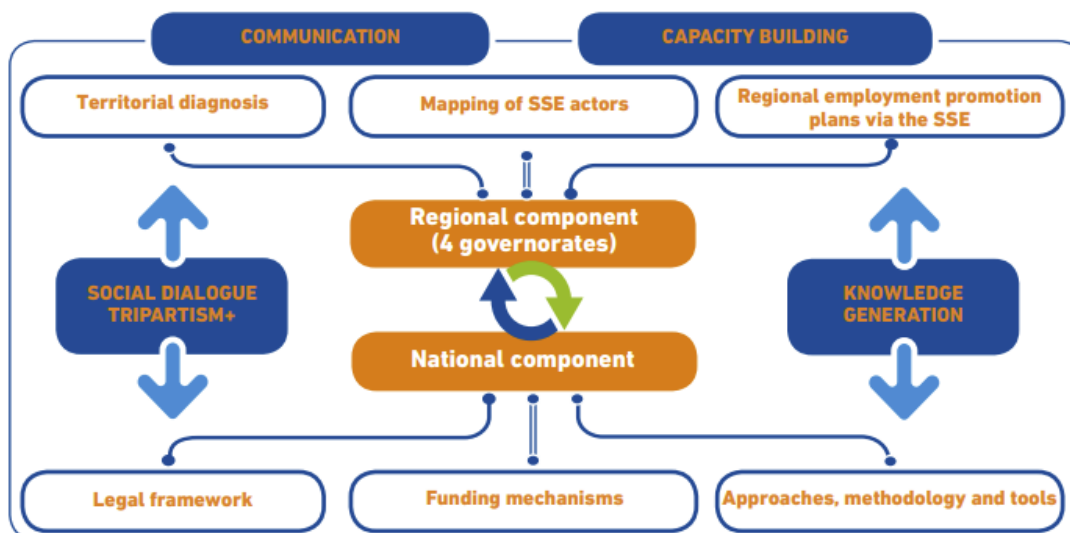 COMMUNICATION
CAPACITY BUILDING
Territorial diagnosis
Mapping of SSE actors
Regional employment promotion
plans via the SSE
Regional component
(4 governorates)
SOCIAL DIALOGUE
TRIPARTISM+
KNOWLEDGE
GENERATION
National component
Legal framework
Funding mechanisms
Approaches, methodology and tools